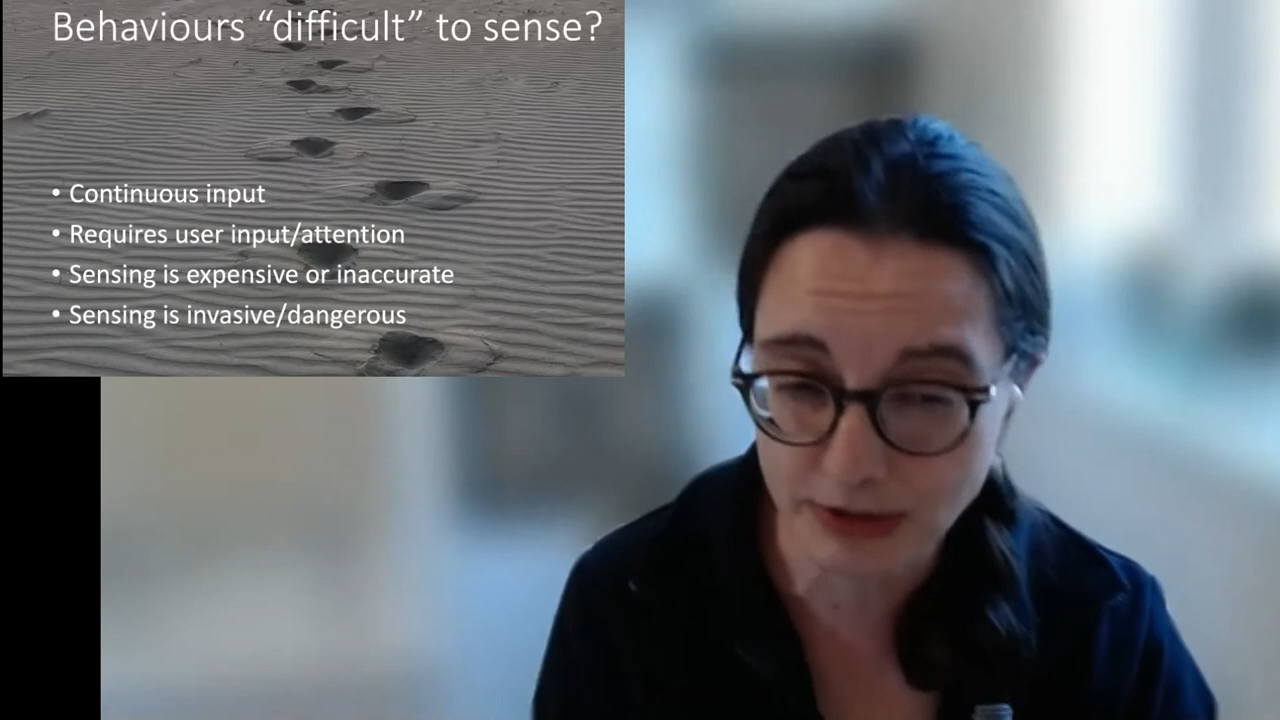 Behaviours “difficult” to sense?
• Continuous input
• Requires user input/attention
• Sensing is expensive or inaccurate
• Sensing is invasive/dangerous